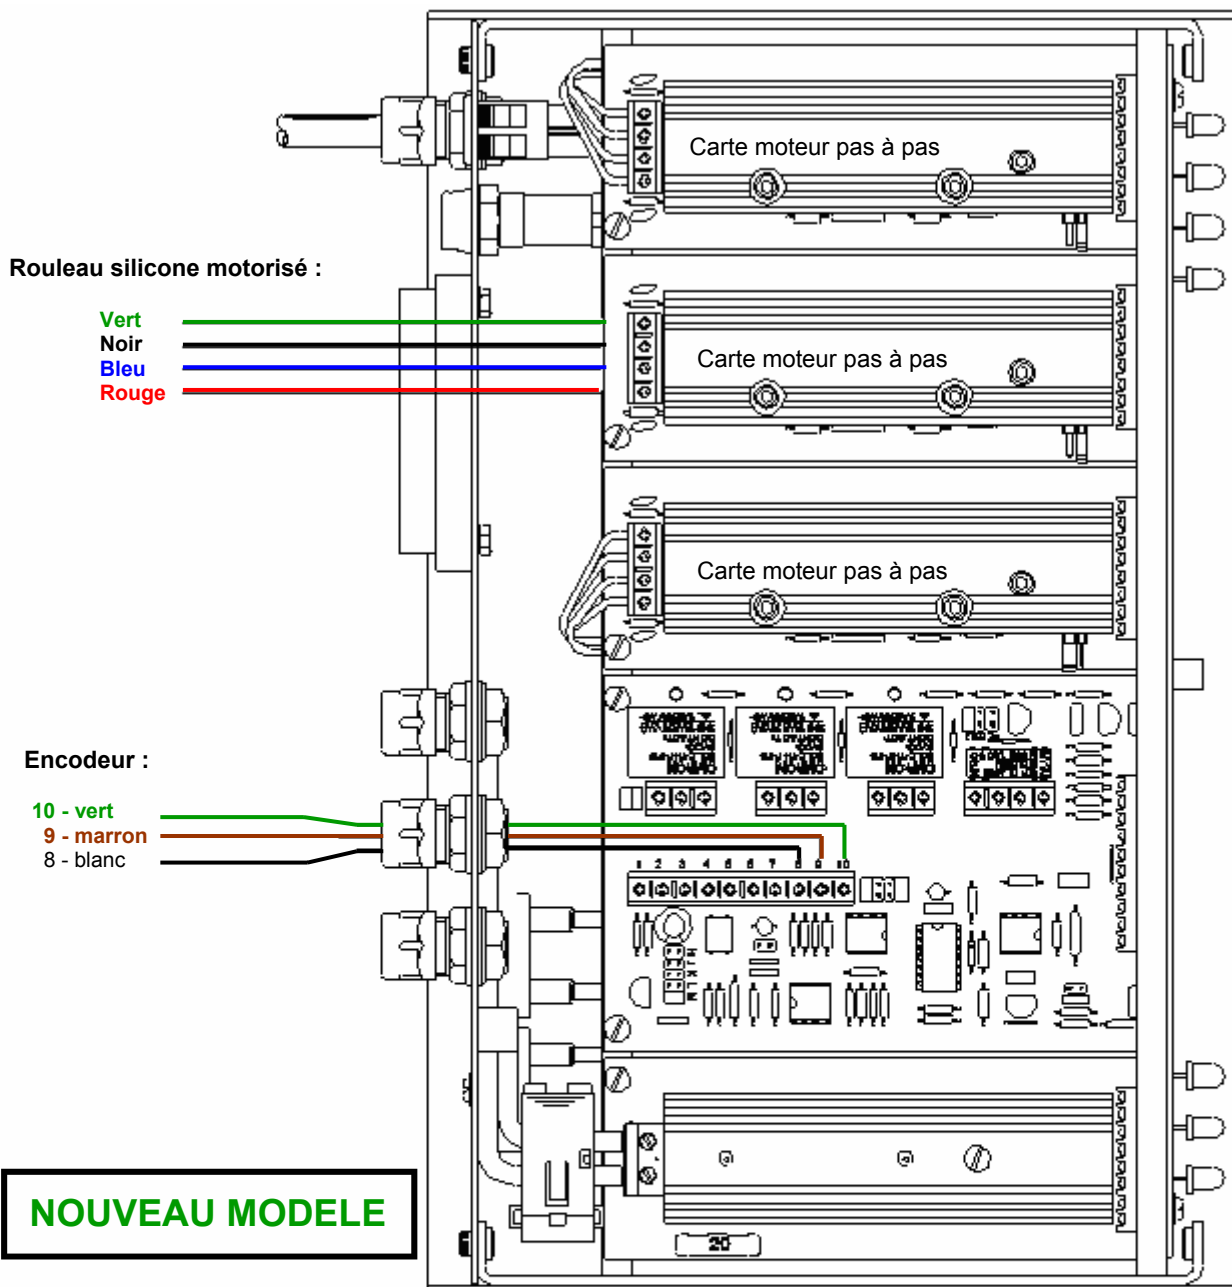 Carte moteur pas à pas
Rouleau silicone motorisé :
Vert
Noir
Bleu
Rouge
Carte moteur pas à pas
Carte moteur pas à pas
Encodeur :
10 - vert
9 - marron
8 - blanc
1 2 3 4 5 6 7 8 9 10
NOUVEAU MODELE
20